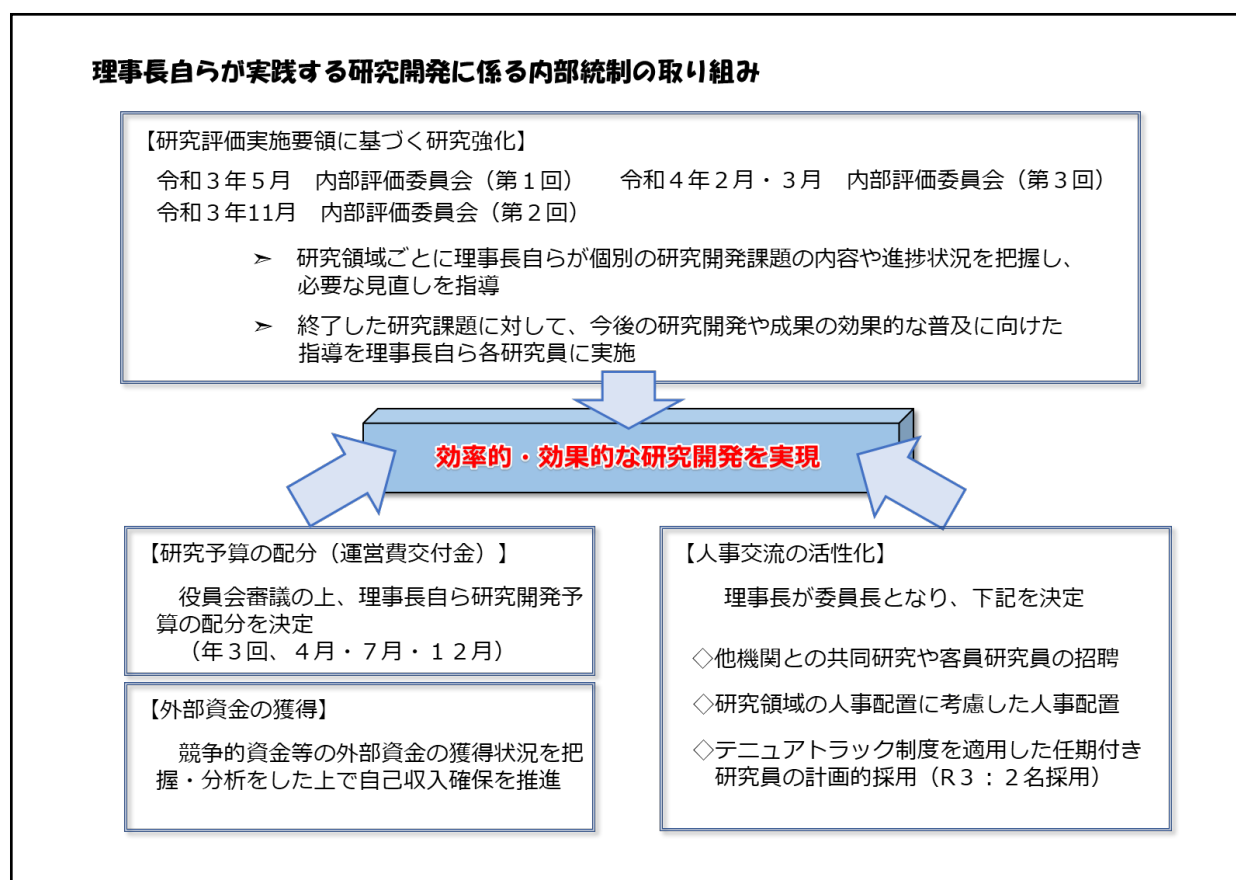 理事長自らが実践する研究開発に係る内部統制の取り組み
【研究評価実施要領に基づく研究強化】
令和３年５月　内部評価委員会（第１回）　　令和４年２月・３月　内部評価委員会（第３回）
令和３年11月　内部評価委員会（第２回）
➣　研究領域ごとに理事長自らが個別の研究開発課題の内容や進捗状況を把握し、
必要な見直しを指導
➣　終了した研究課題に対して、今後の研究開発や成果の効果的な普及に向けた
指導を理事長自ら各研究員に実施
効率的・効果的な研究開発を実現
【研究予算の配分（運営費交付金）】
役員会審議の上、理事長自ら研究開発予
算の配分を決定
（年３回、４月・７月・１２月）
【外部資金の獲得】
競争的資金等の外部資金の獲得状況を把
握・分析をした上で自己収入確保を推進
【人事交流の活性化】
理事長が委員長となり、下記を決定
◇他機関との共同研究や客員研究員の招聘
◇研究領域の人事配置に考慮した人事配置
◇テニュアトラック制度を適用した任期付き
研究員の計画的採用（R３：２名採用）